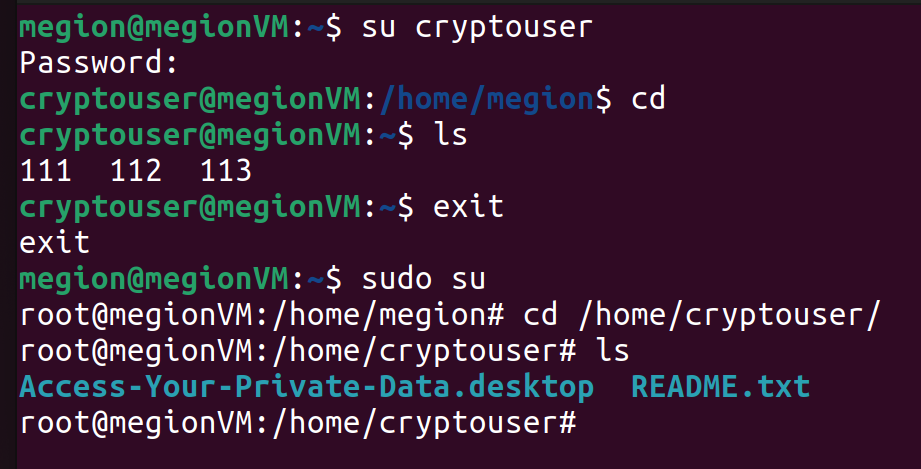 megion@megionVM:~$ su cryptouser
Password:
cryptouser@megionVM:/home/megion$ cd
cryptouser@megionVM:~$ ls
111  112  113
cryptouser@megionVM:~$ exit
exit
megion@megionVM:~$ sudo su
root@megionVM:/home/megion# cd /home/cryptouser/
root@megionVM:/home/cryptouser# ls
Access-Your-Private-Data.desktop  README.txt
root@megionVM:/home/cryptouser#